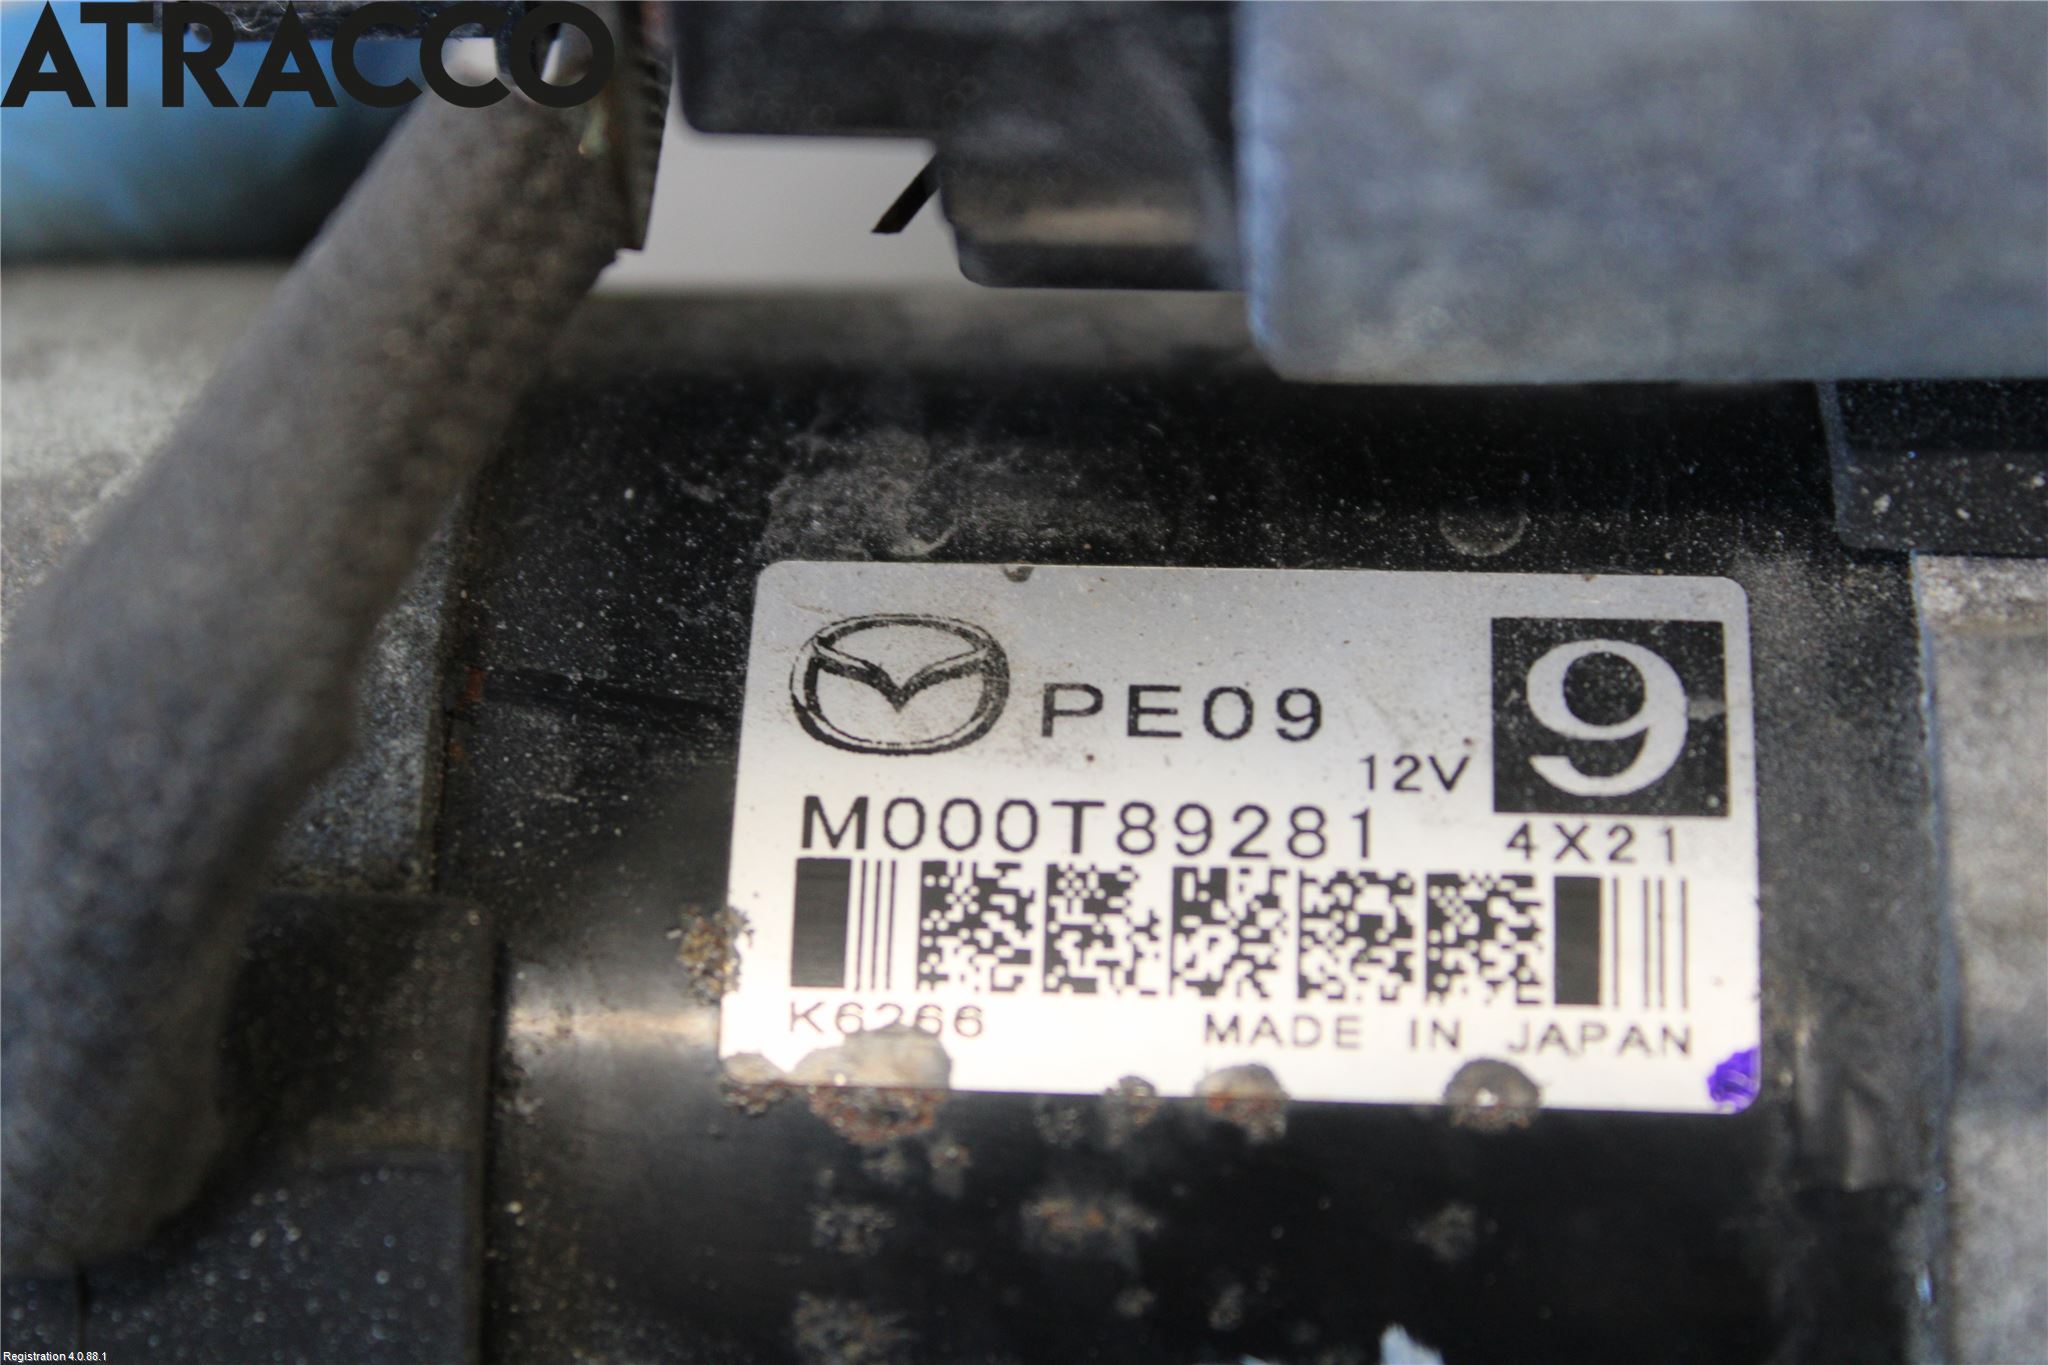 ATRACCO
PE09
9
12V
M000T89281
4X21
K6266
MADE IN JAPAN
Registration 4.0.88.1